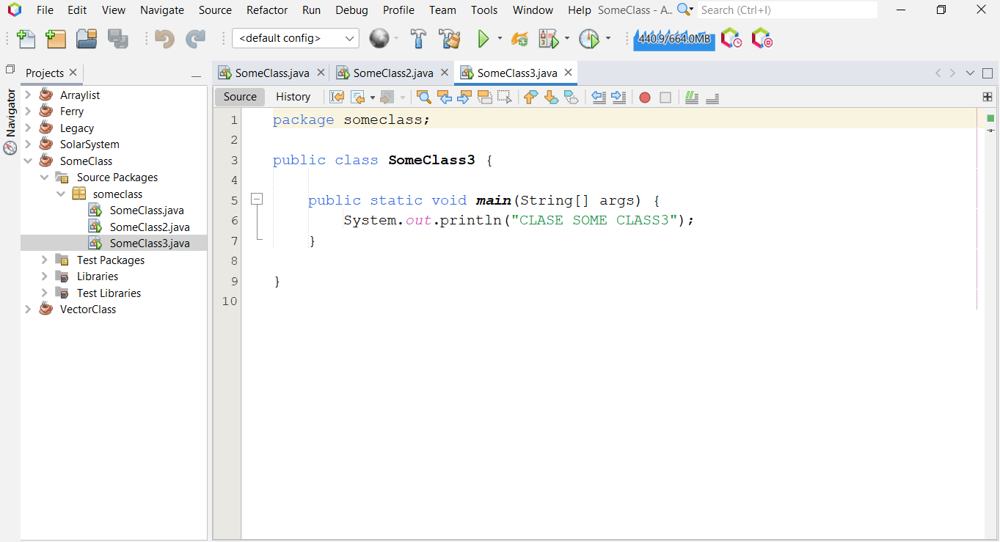 File Edit View Navigate Source Refactor Run Debug Profile Team Tools Window Help SomeClass - A.. Search (Ctrl+I)
<default config> 440.9/664.0MB
Projects
SomeClass.java SomeClass2.java SomeClass3.java
Navigator
Source History
Arraylist
Ferry
Legacy
SolarSystem
SomeClass
Source Packages
someclass
SomeClass.java
SomeClass2.java
SomeClass3.java
Test Packages
Libraries
Test Libraries
VectorClass
1 package someclass;
2
3 public class SomeClass3 {
4
5 public static void main(String[] args) {
6 System.out.println("CLASE SOME CLASS3");
7 }
8
9 }
10